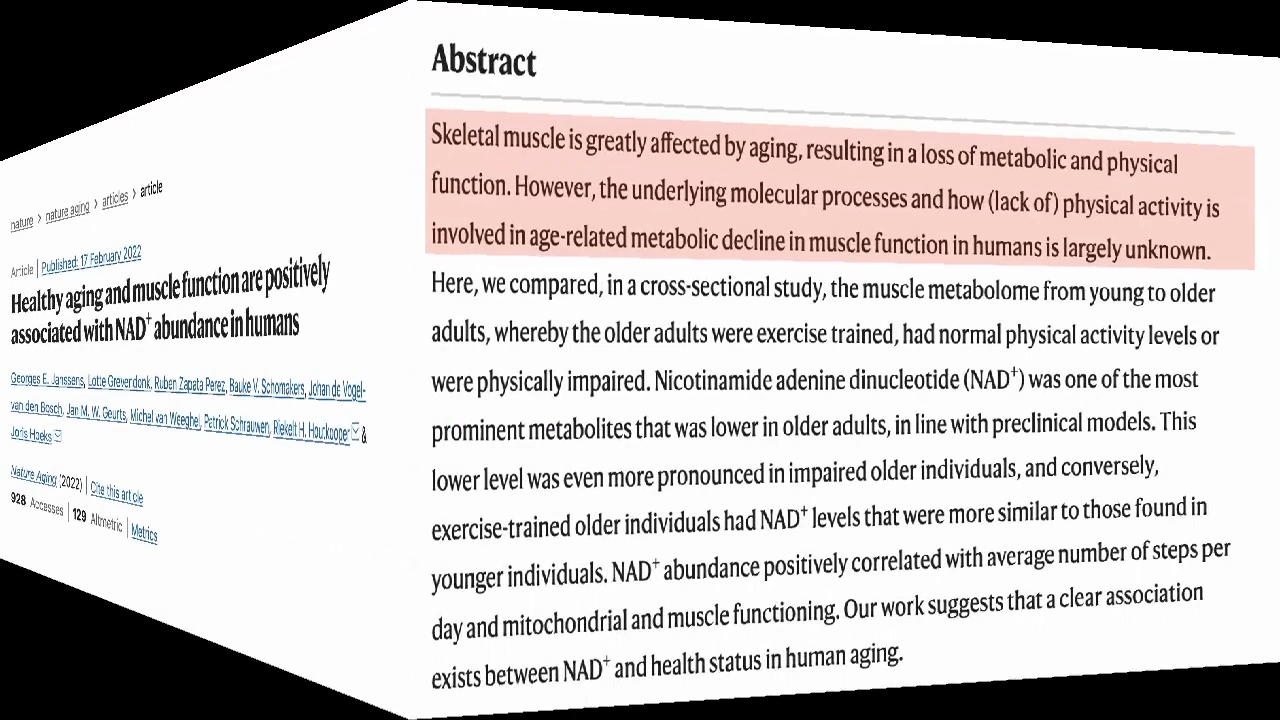 nature > nature aging > articles > article
Article | Published: 17 February 2022
Healthy aging and muscle function are positively
associated with NAD+ abundance in humans
Georges E. Janssens, Lotte Grevendonk, Ruben Zapata Perez, Bauke V. Schomakers, Johan de Vogel-
van den Bosch, Jan M. W. Geurts, Michel van Weeghel, Patrick Schrauwen, Riekelt H. Houtkooper &
Joris Hoeks
Nature Aging (2022) | Cite this article
928 Accesses | 129 Altmetric | Metrics
Abstract
Skeletal muscle is greatly affected by aging, resulting in a loss of metabolic and physical
function. However, the underlying molecular processes and how (lack of) physical activity is
involved in age-related metabolic decline in muscle function in humans is largely unknown.
Here, we compared, in a cross-sectional study, the muscle metabolome from young to older
adults, whereby the older adults were exercise trained, had normal physical activity levels or
were physically impaired. Nicotinamide adenine dinucleotide (NAD+) was one of the most
prominent metabolites that was lower in older adults, in line with preclinical models. This
lower level was even more pronounced in impaired older individuals, and conversely,
exercise-trained older individuals had NAD+ levels that were more similar to those found in
younger individuals. NAD+ abundance positively correlated with average number of steps per
day and mitochondrial and muscle functioning. Our work suggests that a clear association
exists between NAD+ and health status in human aging.